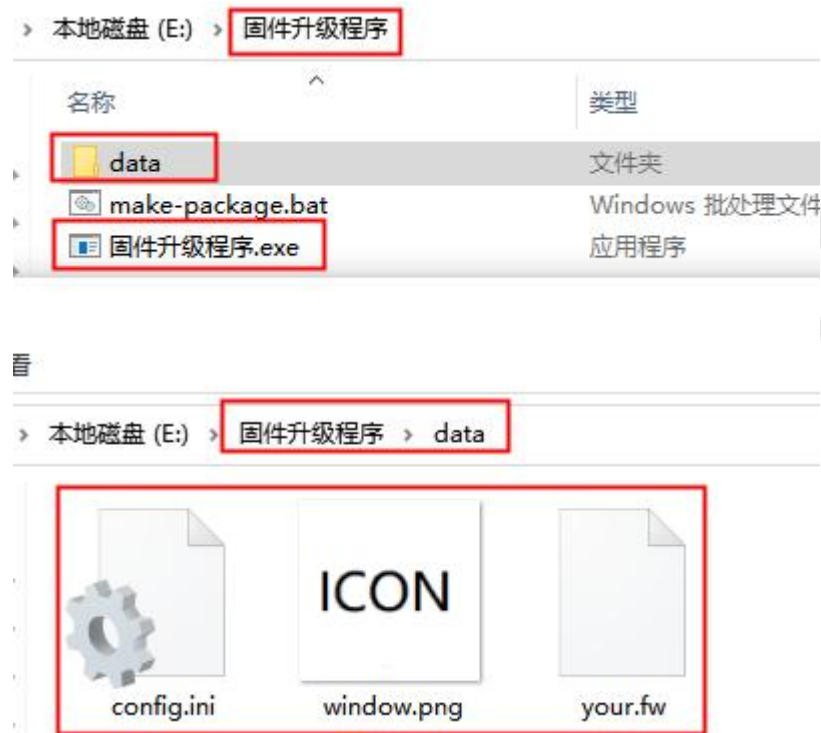 › 本地磁盘 (E:) › 固件升级程序
名称 类型
data 文件夹
make-package.bat Windows 批处理文件
固件升级程序.exe 应用程序
看
› 本地磁盘 (E:) › 固件升级程序 › data
ICON
config.ini window.png your.fw